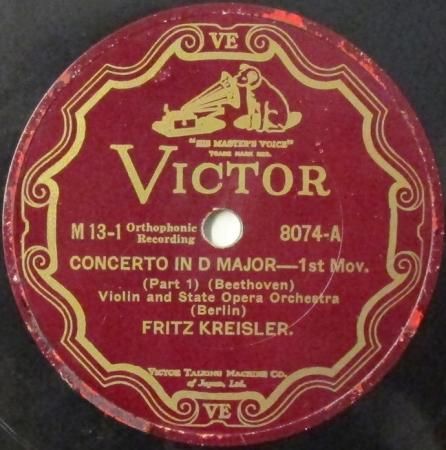 VE
"HIS MASTER'S VOICE"
TRADE MARK REG.
VICTOR
M 13-1 Orthophonic Recording 8074-A
CONCERTO IN D MAJOR—1st Mov.
(Part 1) (Beethoven)
Violin and State Opera Orchestra
(Berlin)
FRITZ KREISLER.
VICTOR TALKING MACHINE CO.
of Japan, Ltd.
VE